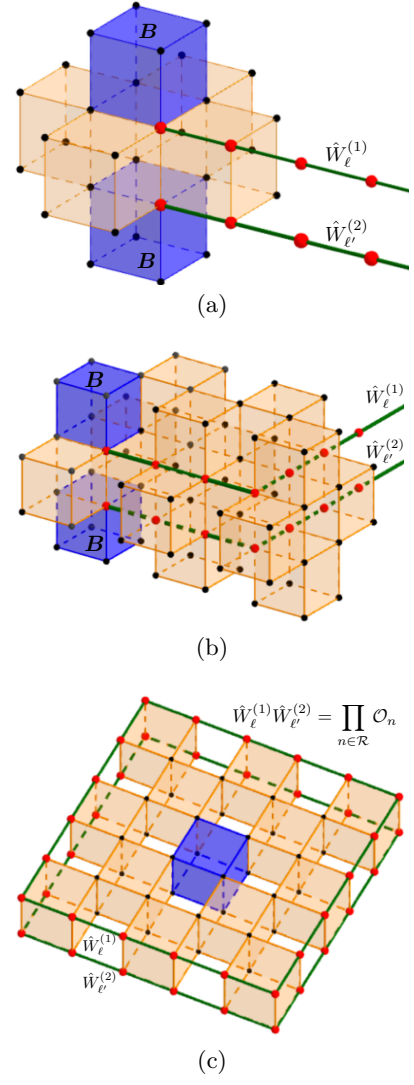 B
Ŵ_ℓ^(1)
Ŵ_ℓ′^(2)
B
(a)
B
Ŵ_ℓ^(1)
Ŵ_ℓ′^(2)
B
(b)
Ŵ_ℓ^(1) Ŵ_ℓ′^(2) = ∏_{n∈ℛ} 𝒪_n
Ŵ_ℓ^(1)
Ŵ_ℓ′^(2)
(c)